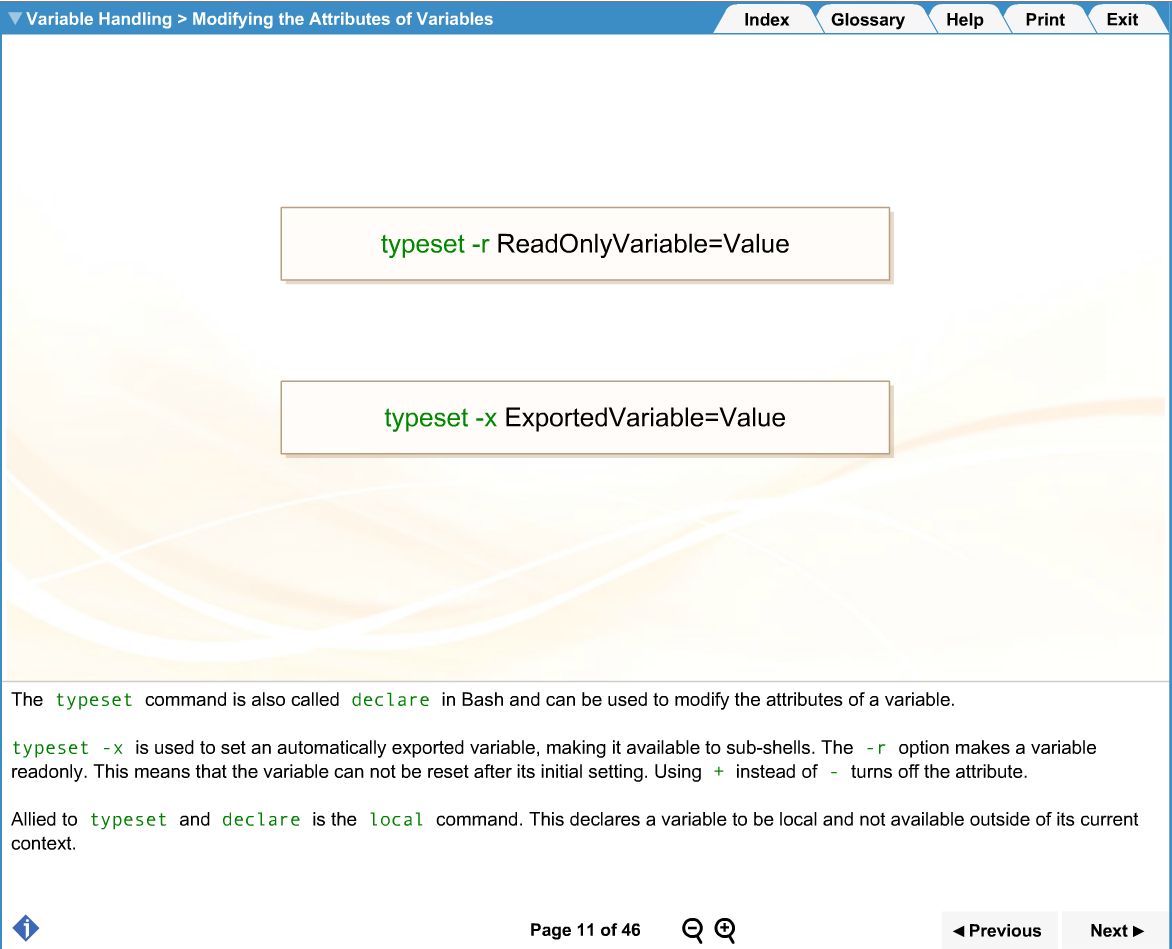 Variable Handling > Modifying the Attributes of Variables
Index Glossary Help Print Exit
typeset -r ReadOnlyVariable=Value
typeset -x ExportedVariable=Value
The typeset command is also called declare in Bash and can be used to modify the attributes of a variable.
typeset -x is used to set an automatically exported variable, making it available to sub-shells. The -r option makes a variable
readonly. This means that the variable can not be reset after its initial setting. Using + instead of - turns off the attribute.
Allied to typeset and declare is the local command. This declares a variable to be local and not available outside of its current
context.
i Page 11 of 46 Previous Next